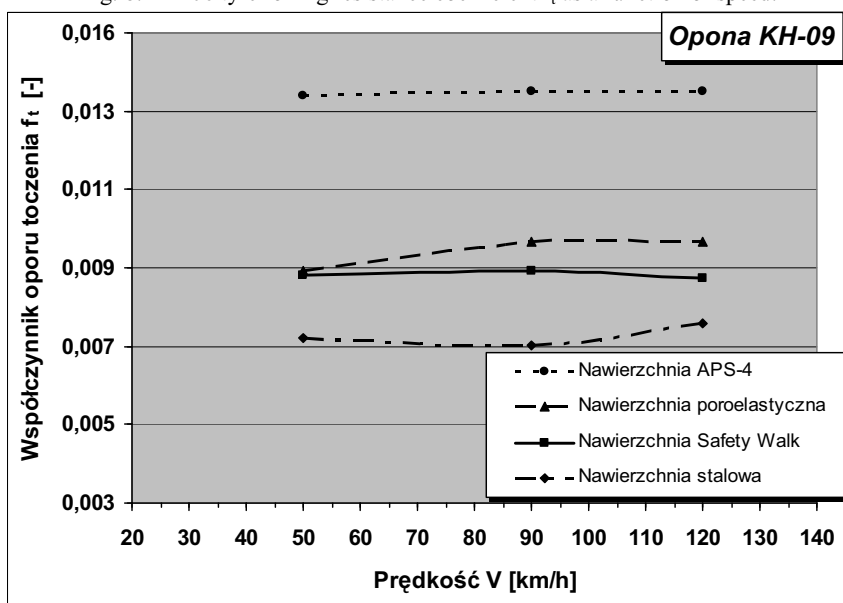 Opona KH-09
Współczynnik oporu toczenia f t [-]
0,016
0,013
0,011
0,009
0,007
0,005
0,003
Nawierzchnia APS-4
Nawierzchnia poroelastyczna
Nawierzchnia Safety Walk
Nawierzchnia stalowa
20 30 40 50 60 70 80 90 100 110 120 130 140
Prędkość V [km/h]